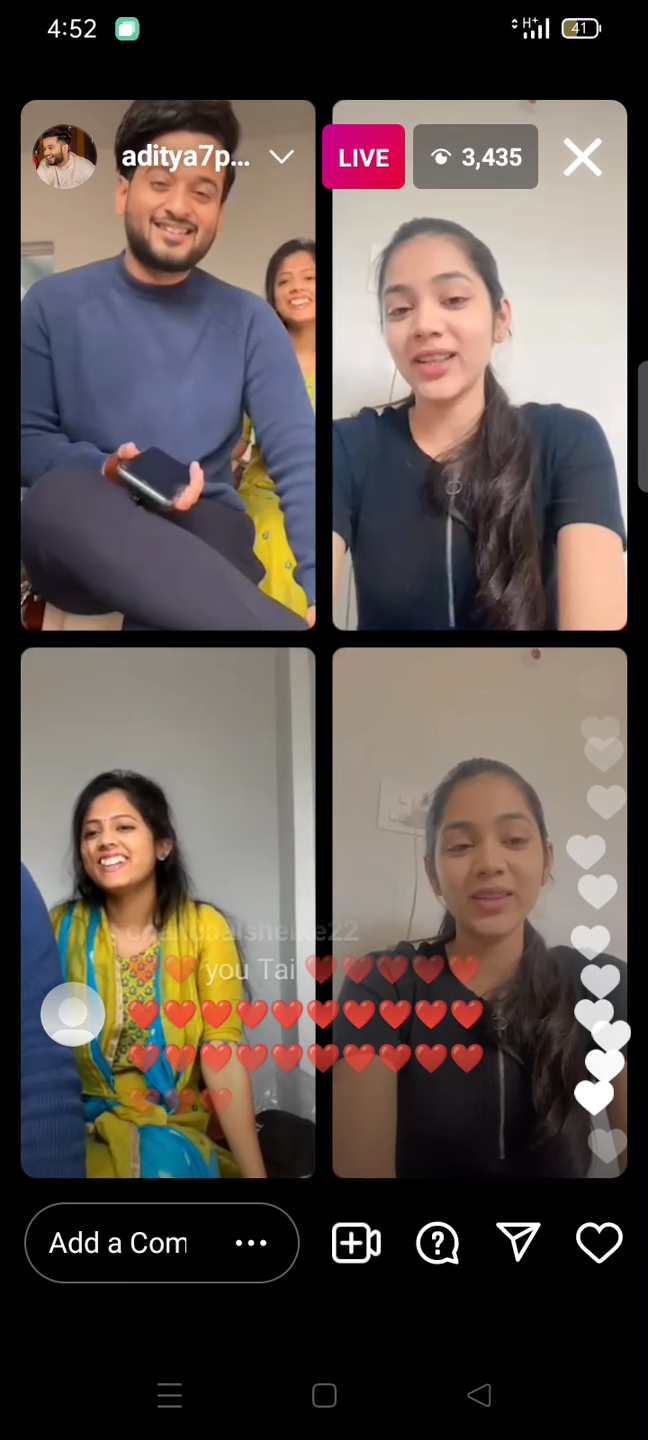 4:52
H+
41
aditya7p...
LIVE
3,435
you Tai ❤️❤️❤️❤️❤️
❤️❤️❤️❤️❤️❤️❤️❤️❤️❤️
❤️❤️❤️❤️❤️❤️❤️❤️❤️❤️
❤️❤️❤️
Add a Com